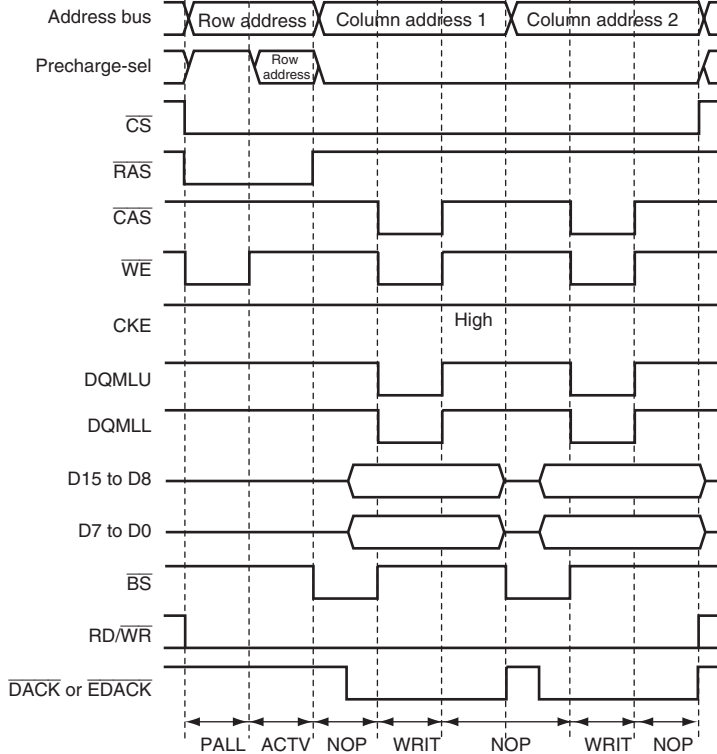 Address bus
Row address
Column address 1
Column address 2
Precharge-sel
Row
address
CS
RAS
CAS
WE
CKE
High
DQMLU
DQMLL
D15 to D8
D7 to D0
BS
RD/WR
DACK or EDACK
PALL ACTV NOP WRIT NOP WRIT NOP